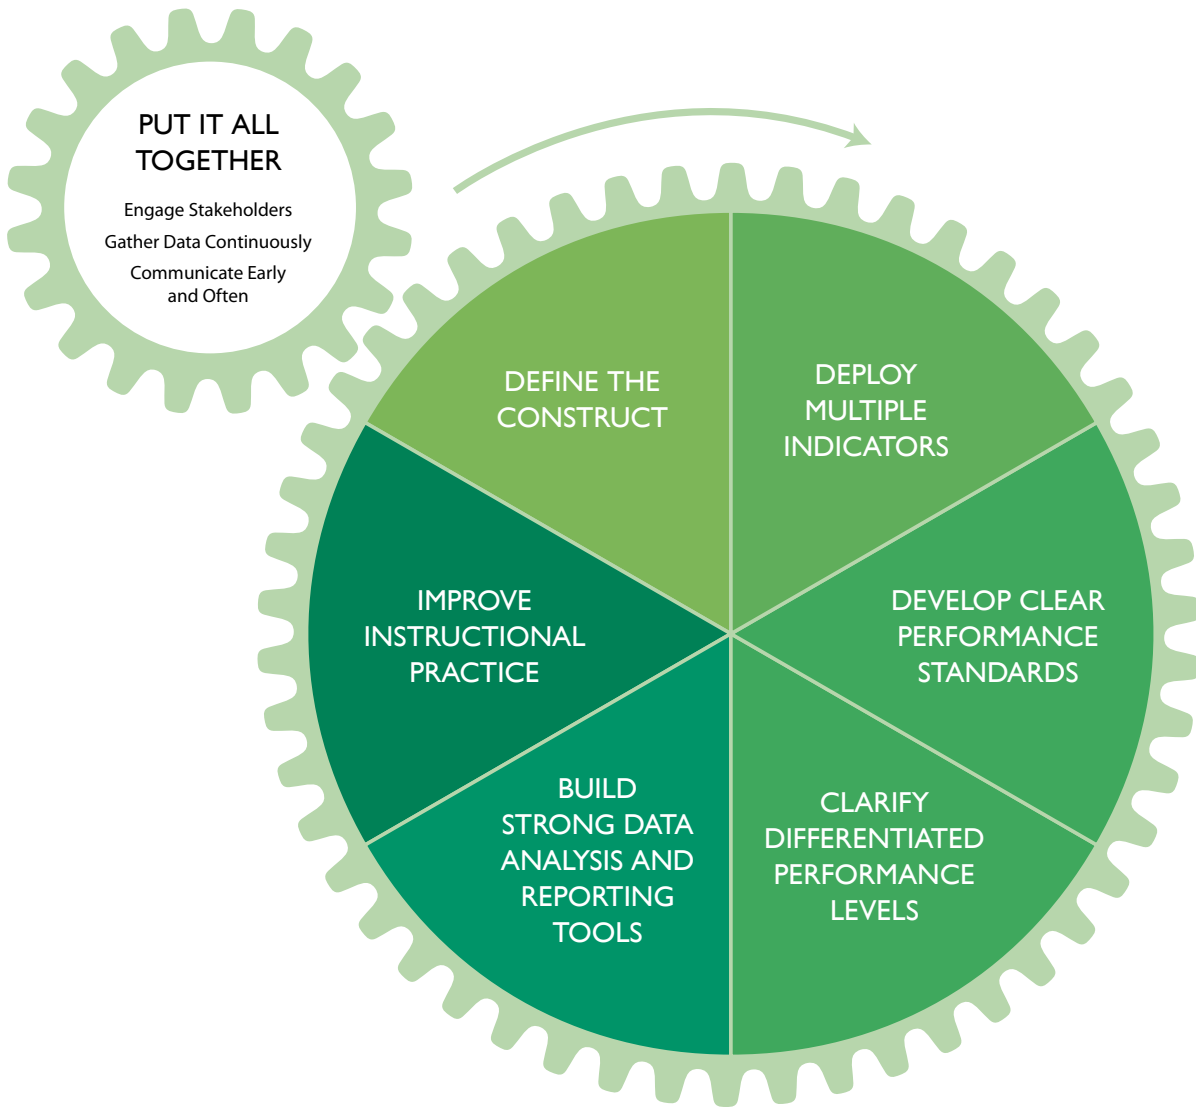 PUT IT ALL
TOGETHER
Engage Stakeholders
Gather Data Continuously
Communicate Early
and Often
DEFINE THE
CONSTRUCT
DEPLOY
MULTIPLE
INDICATORS
DEVELOP CLEAR
PERFORMANCE
STANDARDS
CLARIFY
DIFFERENTIATED
PERFORMANCE
LEVELS
BUILD
STRONG DATA
ANALYSIS AND
REPORTING
TOOLS
IMPROVE
INSTRUCTIONAL
PRACTICE